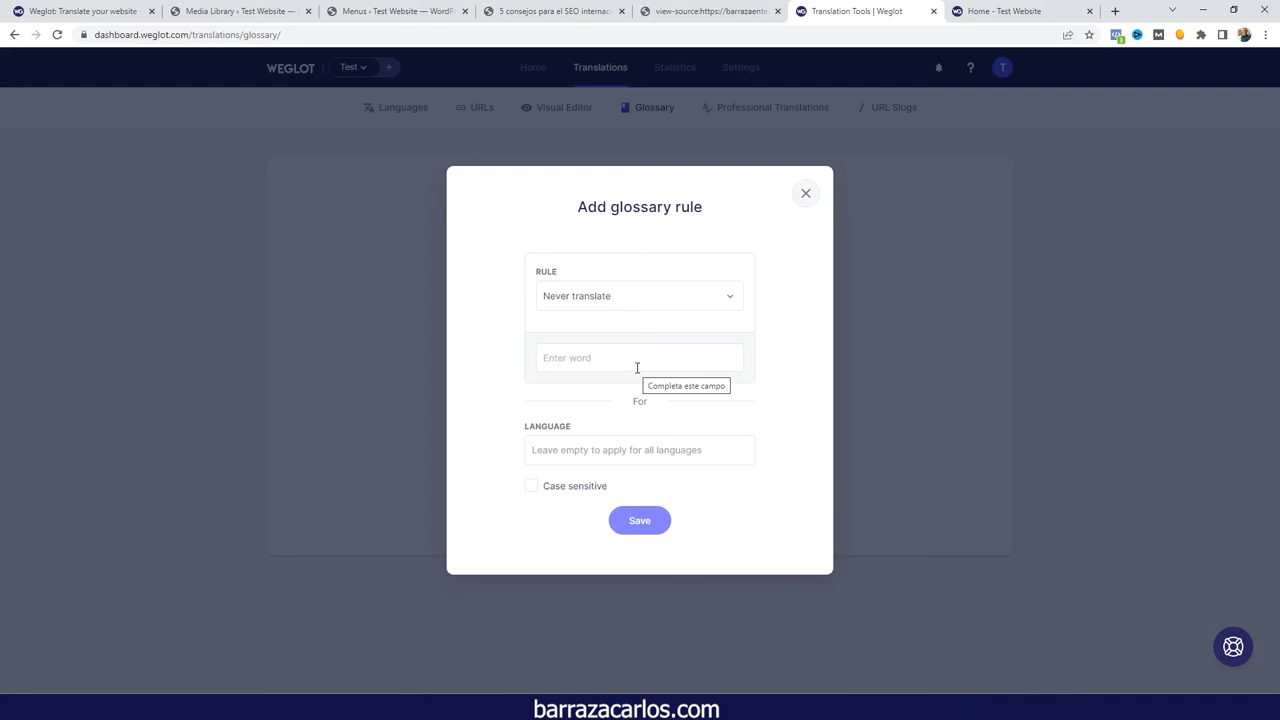 Weglot: Translate your website
Media Library ‹ Test Website —
Menus ‹ Test Website — WordP
5 consejos para el SEO internac
view-source:https://barrazaente
Translation Tools | Weglot
Home - Test Website
dashboard.weglot.com/translations/glossary/
WEGLOT
Test
Home
Translations
Statistics
Settings
?
T
Languages
URLs
Visual Editor
Glossary
Professional Translations
/ URL Slugs
Add glossary rule
RULE
Never translate
Enter word
Completa este campo
For
LANGUAGE
Leave empty to apply for all languages
Case sensitive
Save
barrazacarlos.com